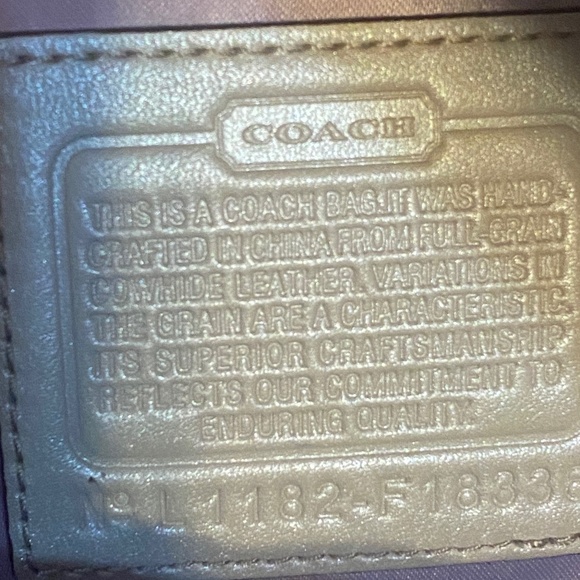 COACH
THIS IS A COACH BAG.IT WAS HAND-
CRAFTED IN CHINA FROM FULL-GRAIN
COWHIDE LEATHER. VARIATIONS IN
THE GRAIN ARE A CHARACTERISTIC.
ITS SUPERIOR CRAFTSMANSHIP
REFLECTS OUR COMMITMENT TO
ENDURING QUALITY.
Nº L1182-F18338